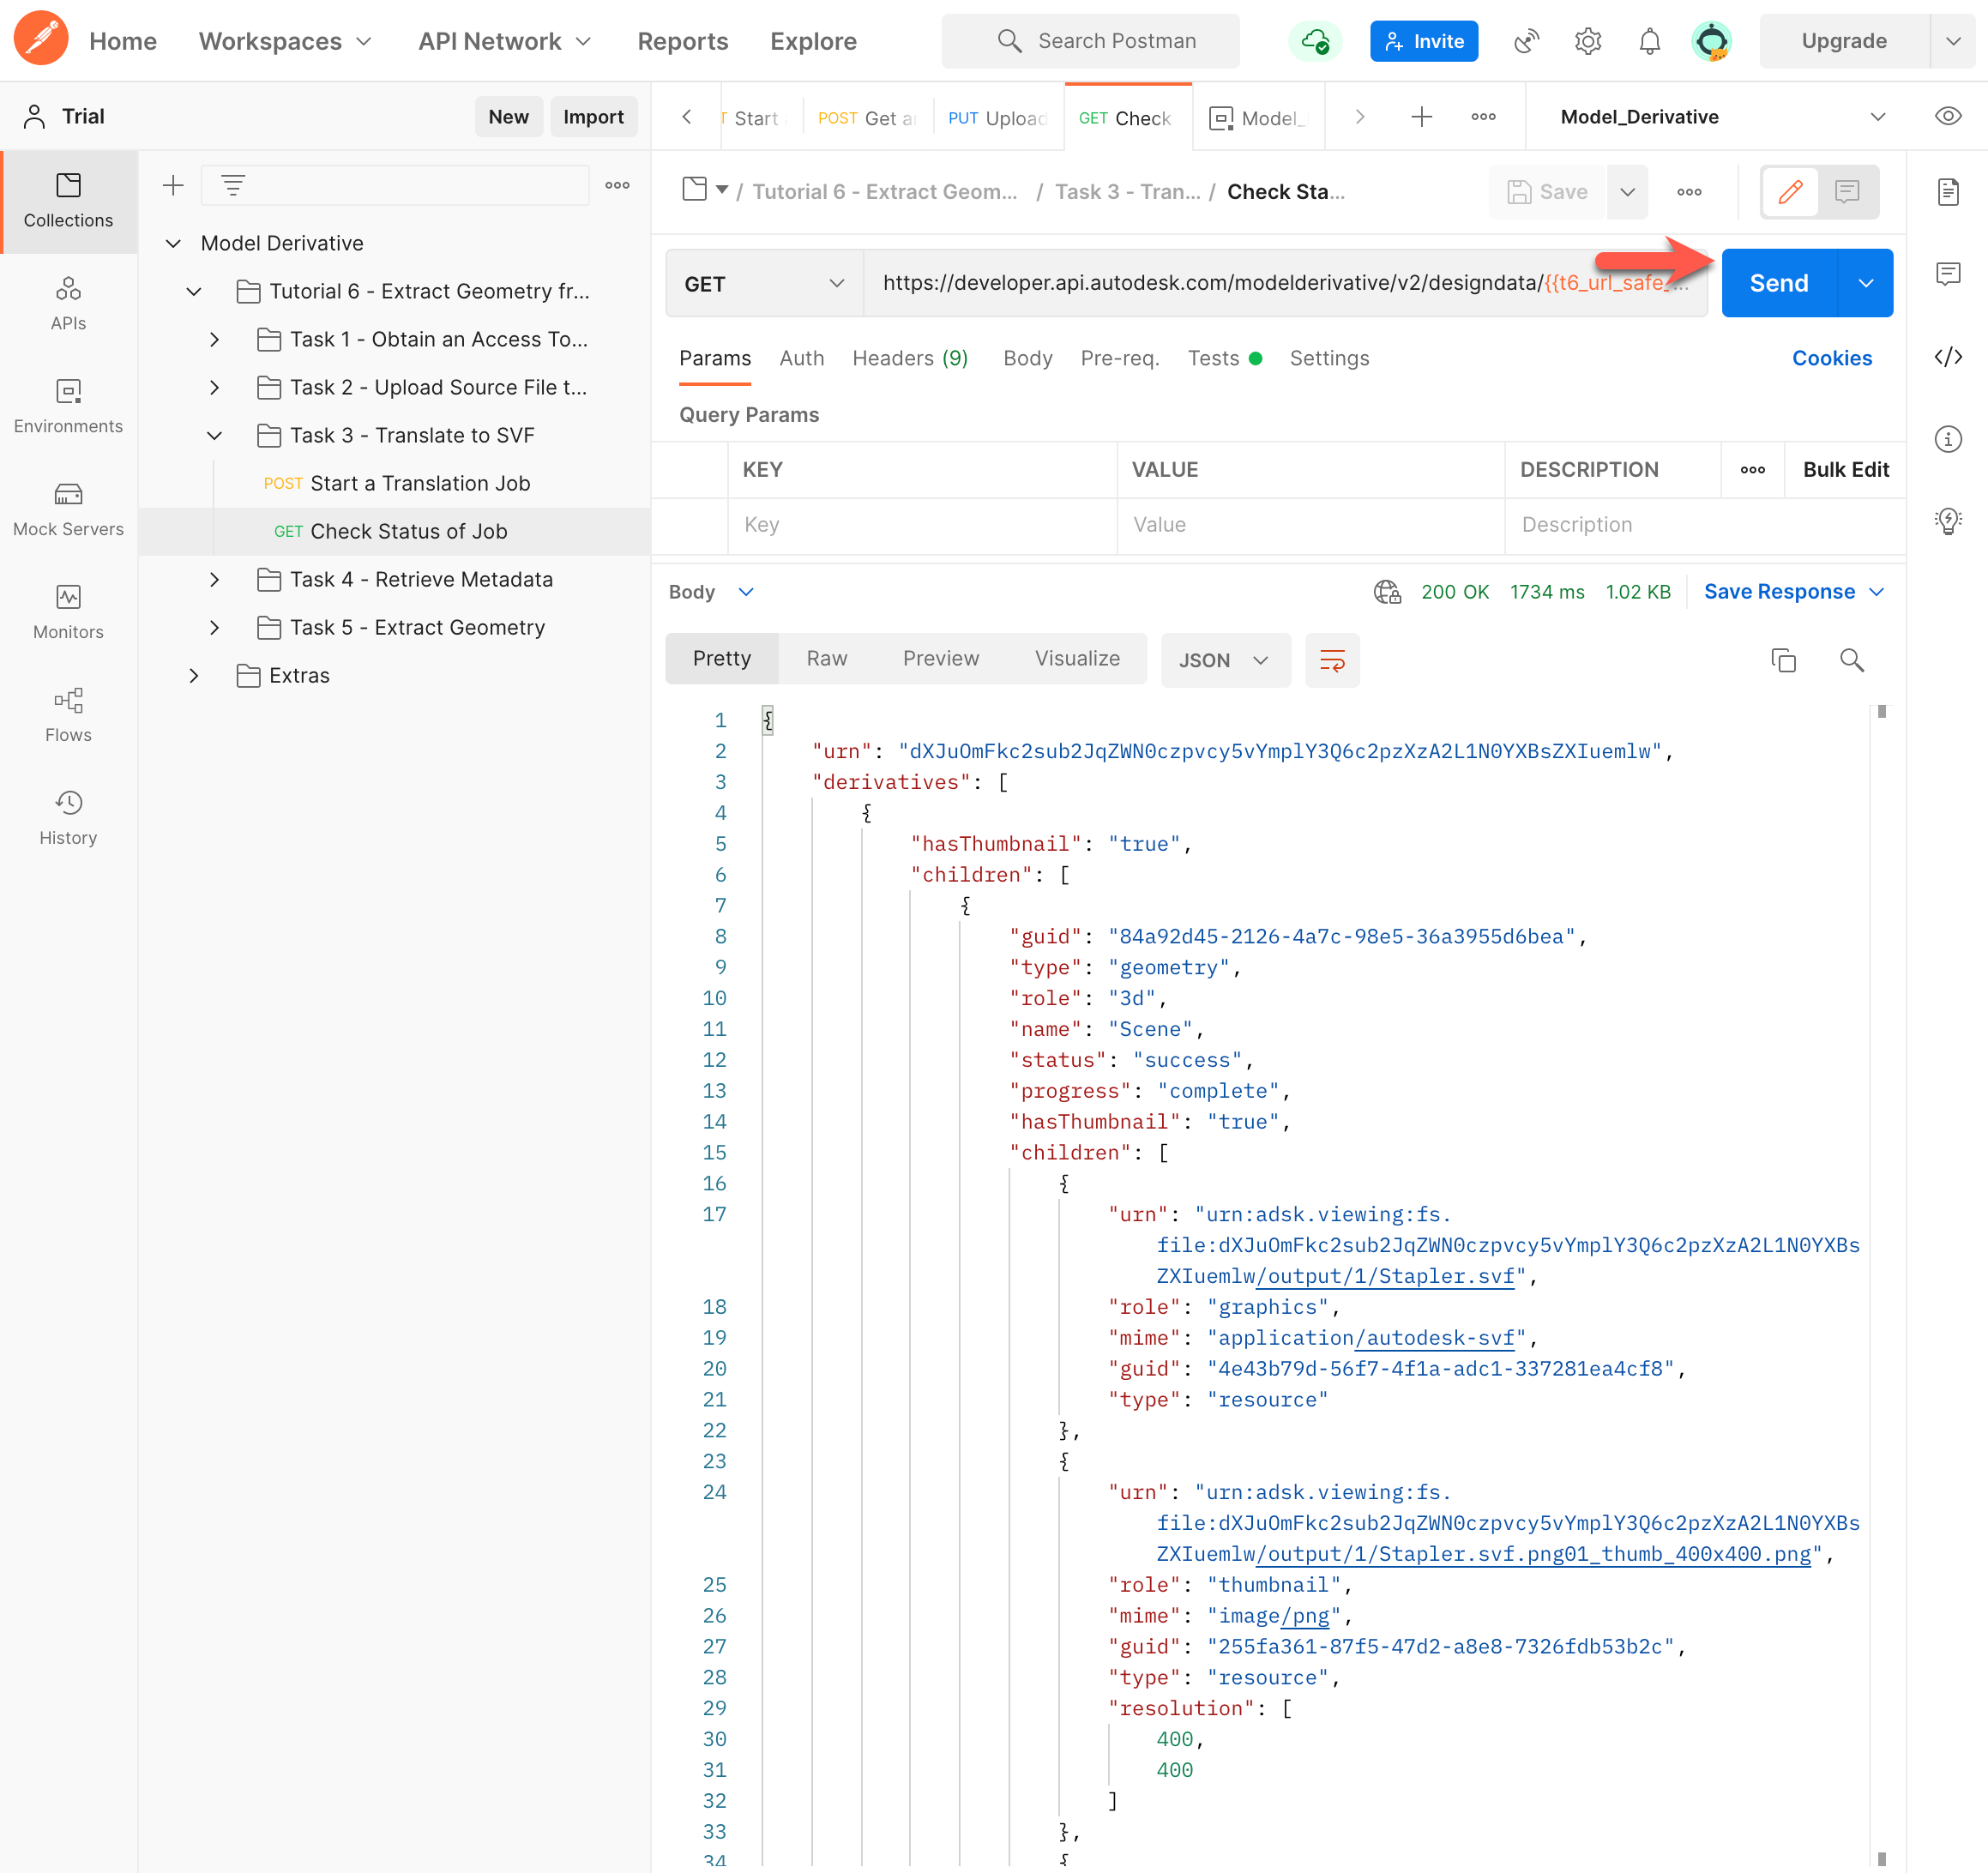 Home Workspaces API Network Reports Explore Search Postman Invite Upgrade
Trial New Import
Start POST Get a PUT Upload GET Check Model_ Model_Derivative
Collections
APIs
Environments
Mock Servers
Monitors
Flows
History
Model Derivative
Tutorial 6 - Extract Geometry fr...
Task 1 - Obtain an Access To...
Task 2 - Upload Source File t...
Task 3 - Translate to SVF
POST Start a Translation Job
GET Check Status of Job
Task 4 - Retrieve Metadata
Task 5 - Extract Geometry
Extras
/ Tutorial 6 - Extract Geom... / Task 3 - Tran... / Check Sta... Save
GET https://developer.api.autodesk.com/modelderivative/v2/designdata/{{t6_url_safe_... Send
Params Auth Headers (9) Body Pre-req. Tests Settings Cookies
Query Params
KEY VALUE DESCRIPTION Bulk Edit
Key Value Description
Body 200 OK 1734 ms 1.02 KB Save Response
Pretty Raw Preview Visualize JSON
1 {
2 "urn": "dXJuOmFkc2sub2JqZWN0czpvcy5vYmplY3Q6c2pzXzA2L1N0YXBsZXIuemlw",
3 "derivatives": [
4 {
5 "hasThumbnail": "true",
6 "children": [
7 {
8 "guid": "84a92d45-2126-4a7c-98e5-36a3955d6bea",
9 "type": "geometry",
10 "role": "3d",
11 "name": "Scene",
12 "status": "success",
13 "progress": "complete",
14 "hasThumbnail": "true",
15 "children": [
16 {
17 "urn": "urn:adsk.viewing:fs.
file:dXJuOmFkc2sub2JqZWN0czpvcy5vYmplY3Q6c2pzXzA2L1N0YXBs
ZXIuemlw/output/1/Stapler.svf",
18 "role": "graphics",
19 "mime": "application/autodesk-svf",
20 "guid": "4e43b79d-56f7-4f1a-adc1-337281ea4cf8",
21 "type": "resource"
22 },
23 {
24 "urn": "urn:adsk.viewing:fs.
file:dXJuOmFkc2sub2JqZWN0czpvcy5vYmplY3Q6c2pzXzA2L1N0YXBs
ZXIuemlw/output/1/Stapler.svf.png01_thumb_400x400.png",
25 "role": "thumbnail",
26 "mime": "image/png",
27 "guid": "255fa361-87f5-47d2-a8e8-7326fdb53b2c",
28 "type": "resource",
29 "resolution": [
30 400,
31 400
32 ]
33 },
34 {